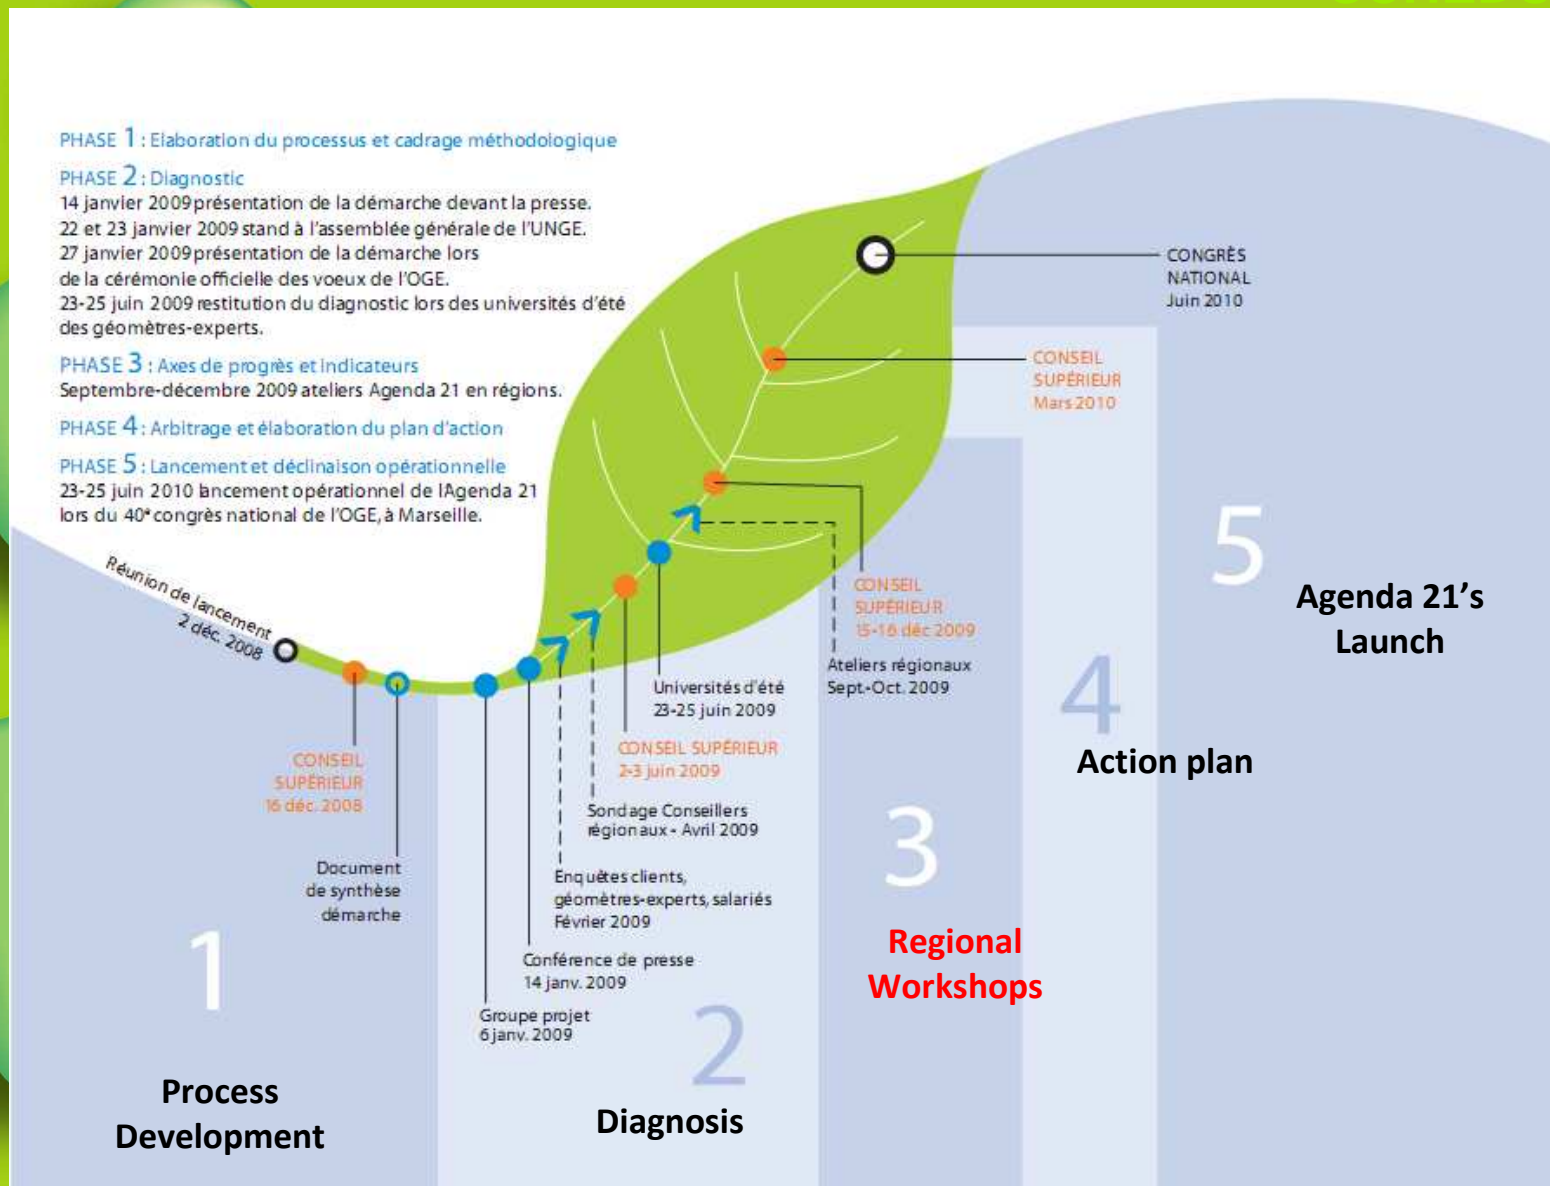 PHASE 1 : Elaboration du processus et cadrage méthodologique
PHASE 2 : Diagnostic
14 janvier 2009 présentation de la démarche devant la presse.
22 et 23 janvier 2009 stand à l'assemblée générale de l'UNGE.
27 janvier 2009 présentation de la démarche lors
de la cérémonie officielle des voeux de l'OGE.
23-25 juin 2009 restitution du diagnostic lors des universités d'été
des géomètres-experts.
PHASE 3 : Axes de progrès et indicateurs
Septembre-décembre 2009 ateliers Agenda 21 en régions.
PHASE 4 : Arbitrage et élaboration du plan d'action
PHASE 5 : Lancement et déclinaison opérationnelle
23-25 juin 2010 lancement opérationnel de l'Agenda 21
lors du 40e congrès national de l'OGE, à Marseille.
Réunion de lancement
2 déc. 2008
CONSEIL
SUPÉRIEUR
16 déc. 2008
Document
de synthèse
démarche
1
Process
Development
Groupe projet
6 janv. 2009
Conférence de presse
14 janv. 2009
Enquêtes clients,
géomètres-experts, salariés
Février 2009
Sondage Conseillers
régionaux - Avril 2009
CONSEIL SUPÉRIEUR
2-3 juin 2009
Universités d'été
23-25 juin 2009
2
Diagnosis
Ateliers régionaux
Sept.-Oct. 2009
CONSEIL
SUPÉRIEUR
15-16 déc 2009
3
Regional
Workshops
CONSEIL
SUPÉRIEUR
Mars 2010
4
Action plan
CONGRÈS
NATIONAL
Juin 2010
5
Agenda 21's
Launch